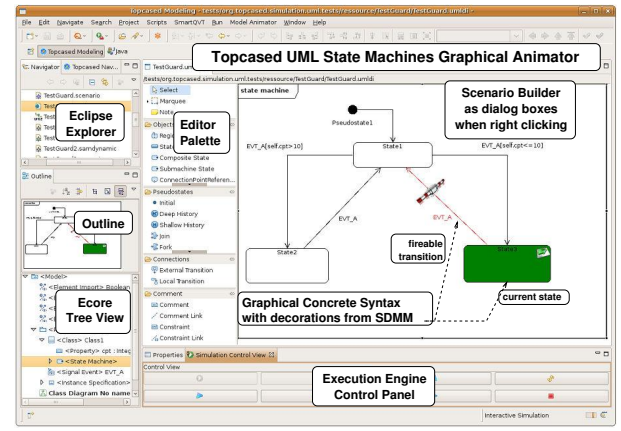 Topcased Modeling - tests/org.topcased.simulation.uml.tests/ressource/TestGuard/TestGuard.umldi -
File Edit Navigate Search Project Scripts SmartQVT Run Model Animator Window Help
Topcased Modeling Java
Topcased UML State Machines Graphical Animator
Navigator Topcased Nav...
TestGuard.scenario
TestGuard2.samdynamic
Eclipse
Explorer
Outline
Outline
<Model>
<Element Import> Boolean
Ecore
Tree View
<Class> Class1
<Property> cpt : Integ
<State Machine>
<Signal Event> EVT_A
<Instance Specification>
Class Diagram No name
TestGuard.um
/tests/org.topcased.simulation.uml.tests/ressource/TestGuard/TestGuard.umldi
Select
Marquee
Note
Objects
Editor
Palette
Regi
State
Composite State
Submachine State
ConnectionPointReferen...
Pseudostates
Initial
Deep History
Shallow History
Join
Fork
Connections
External Transition
Local Transition
Comment
Comment
Comment Link
Constraint
Constraint Link
state machine
Pseudostate1
Scenario Builder
as dialog boxes
when right clicking
EVT_A[self.cpt>10]
State1
EVT_A[self.cpt<=10]
EVT_A
EVT_A
State2
fireable
transition
current state
Graphical Concrete Syntax
with decorations from SDMM
Properties Simulation Control View
Control View
Execution Engine
Control Panel
Interactive Simulation